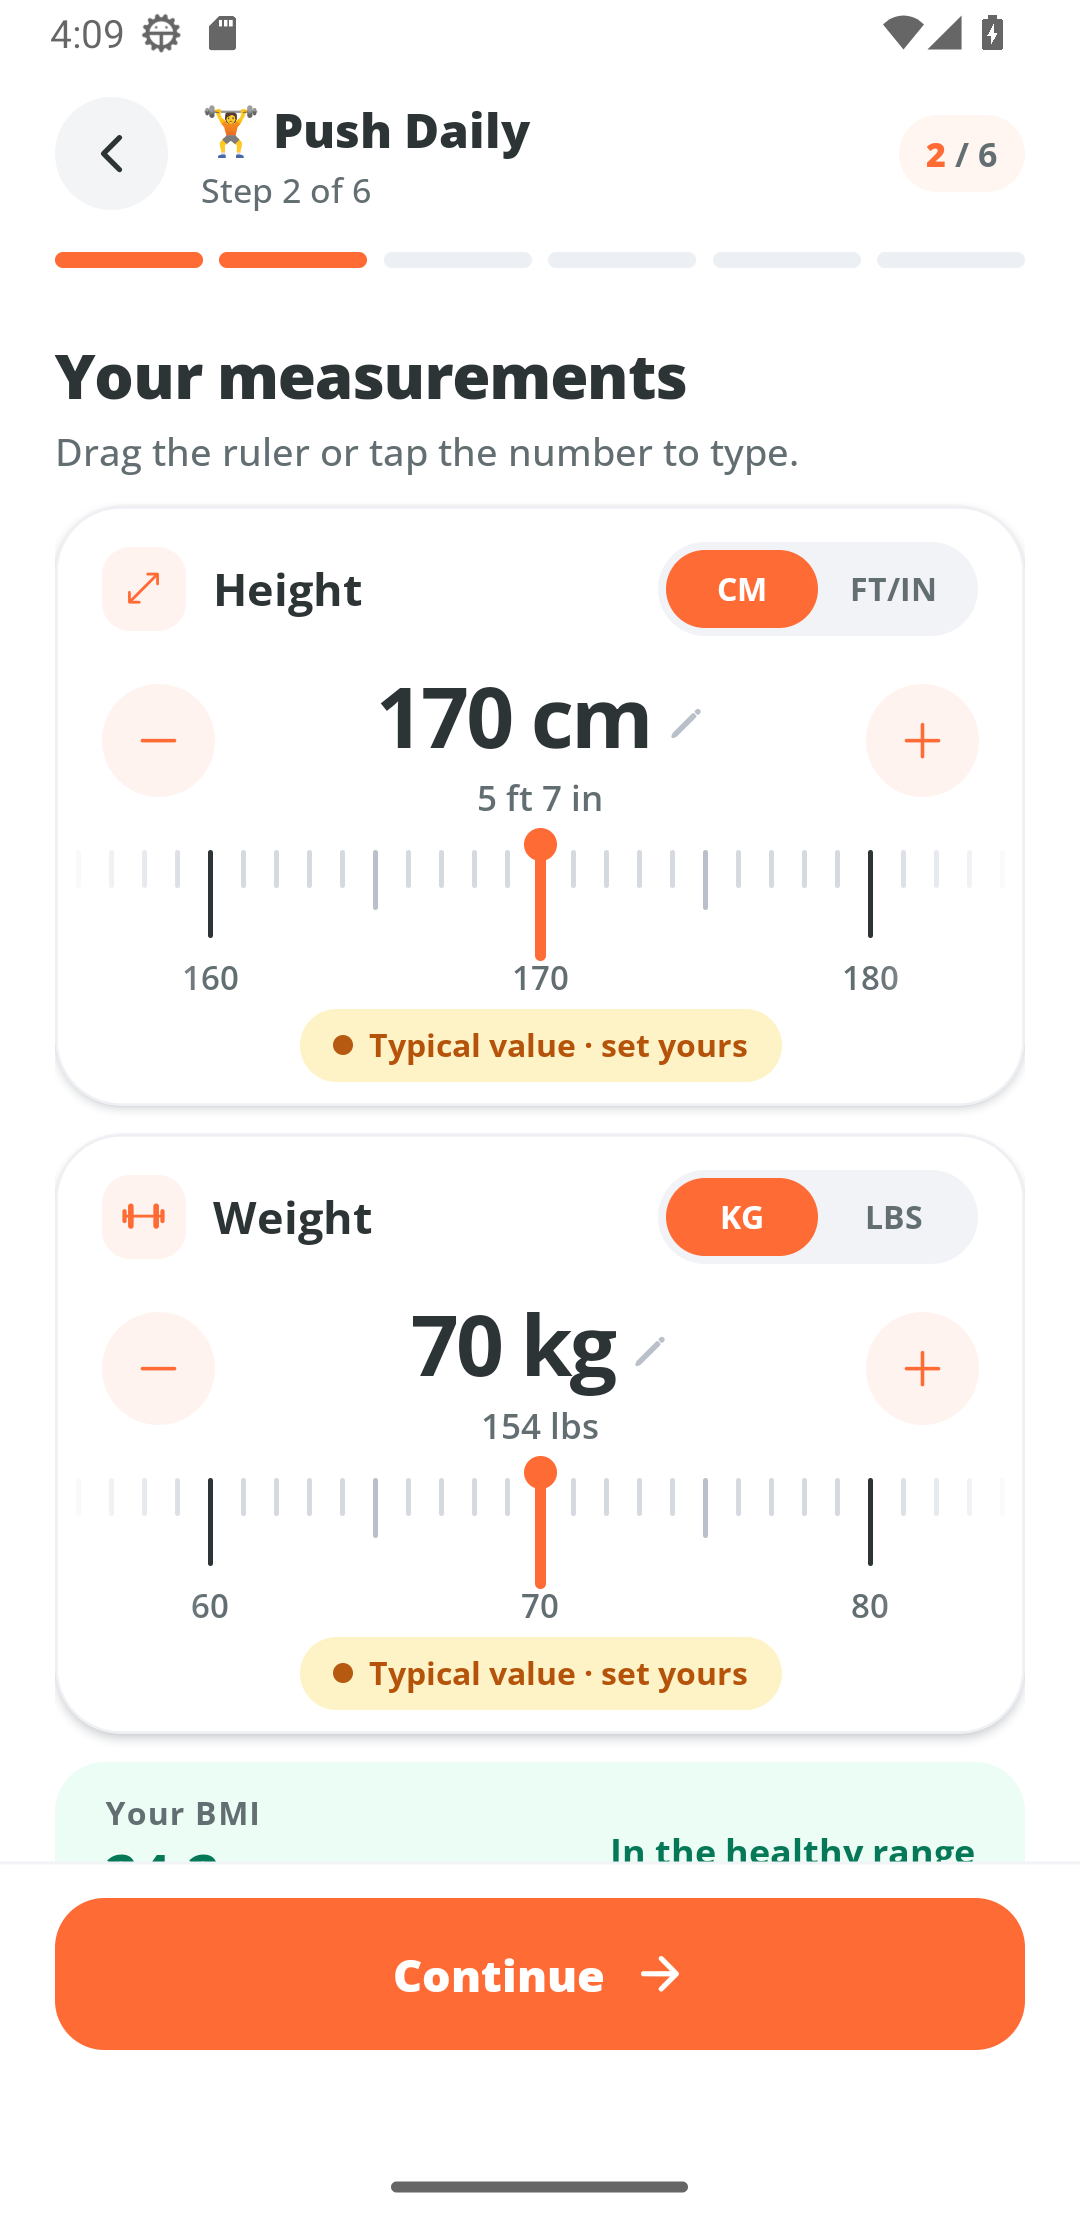 4:09
Push Daily
Step 2 of 6
2 / 6
Your measurements
Drag the ruler or tap the number to type.
Height
CM
FT/IN
170 cm
5 ft 7 in
160
170
180
Typical value · set yours
Weight
KG
LBS
70 kg
154 lbs
60
70
80
Typical value · set yours
Your BMI
In the healthy range
Continue